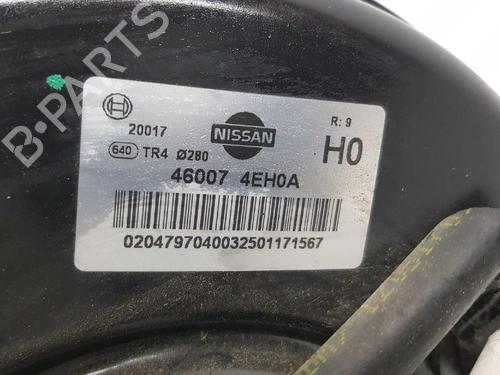 B-PARTS
20017
NISSAN
R: 9
640 TR4 Ø280
H0
46007 4EH0A
0204797040032501171567